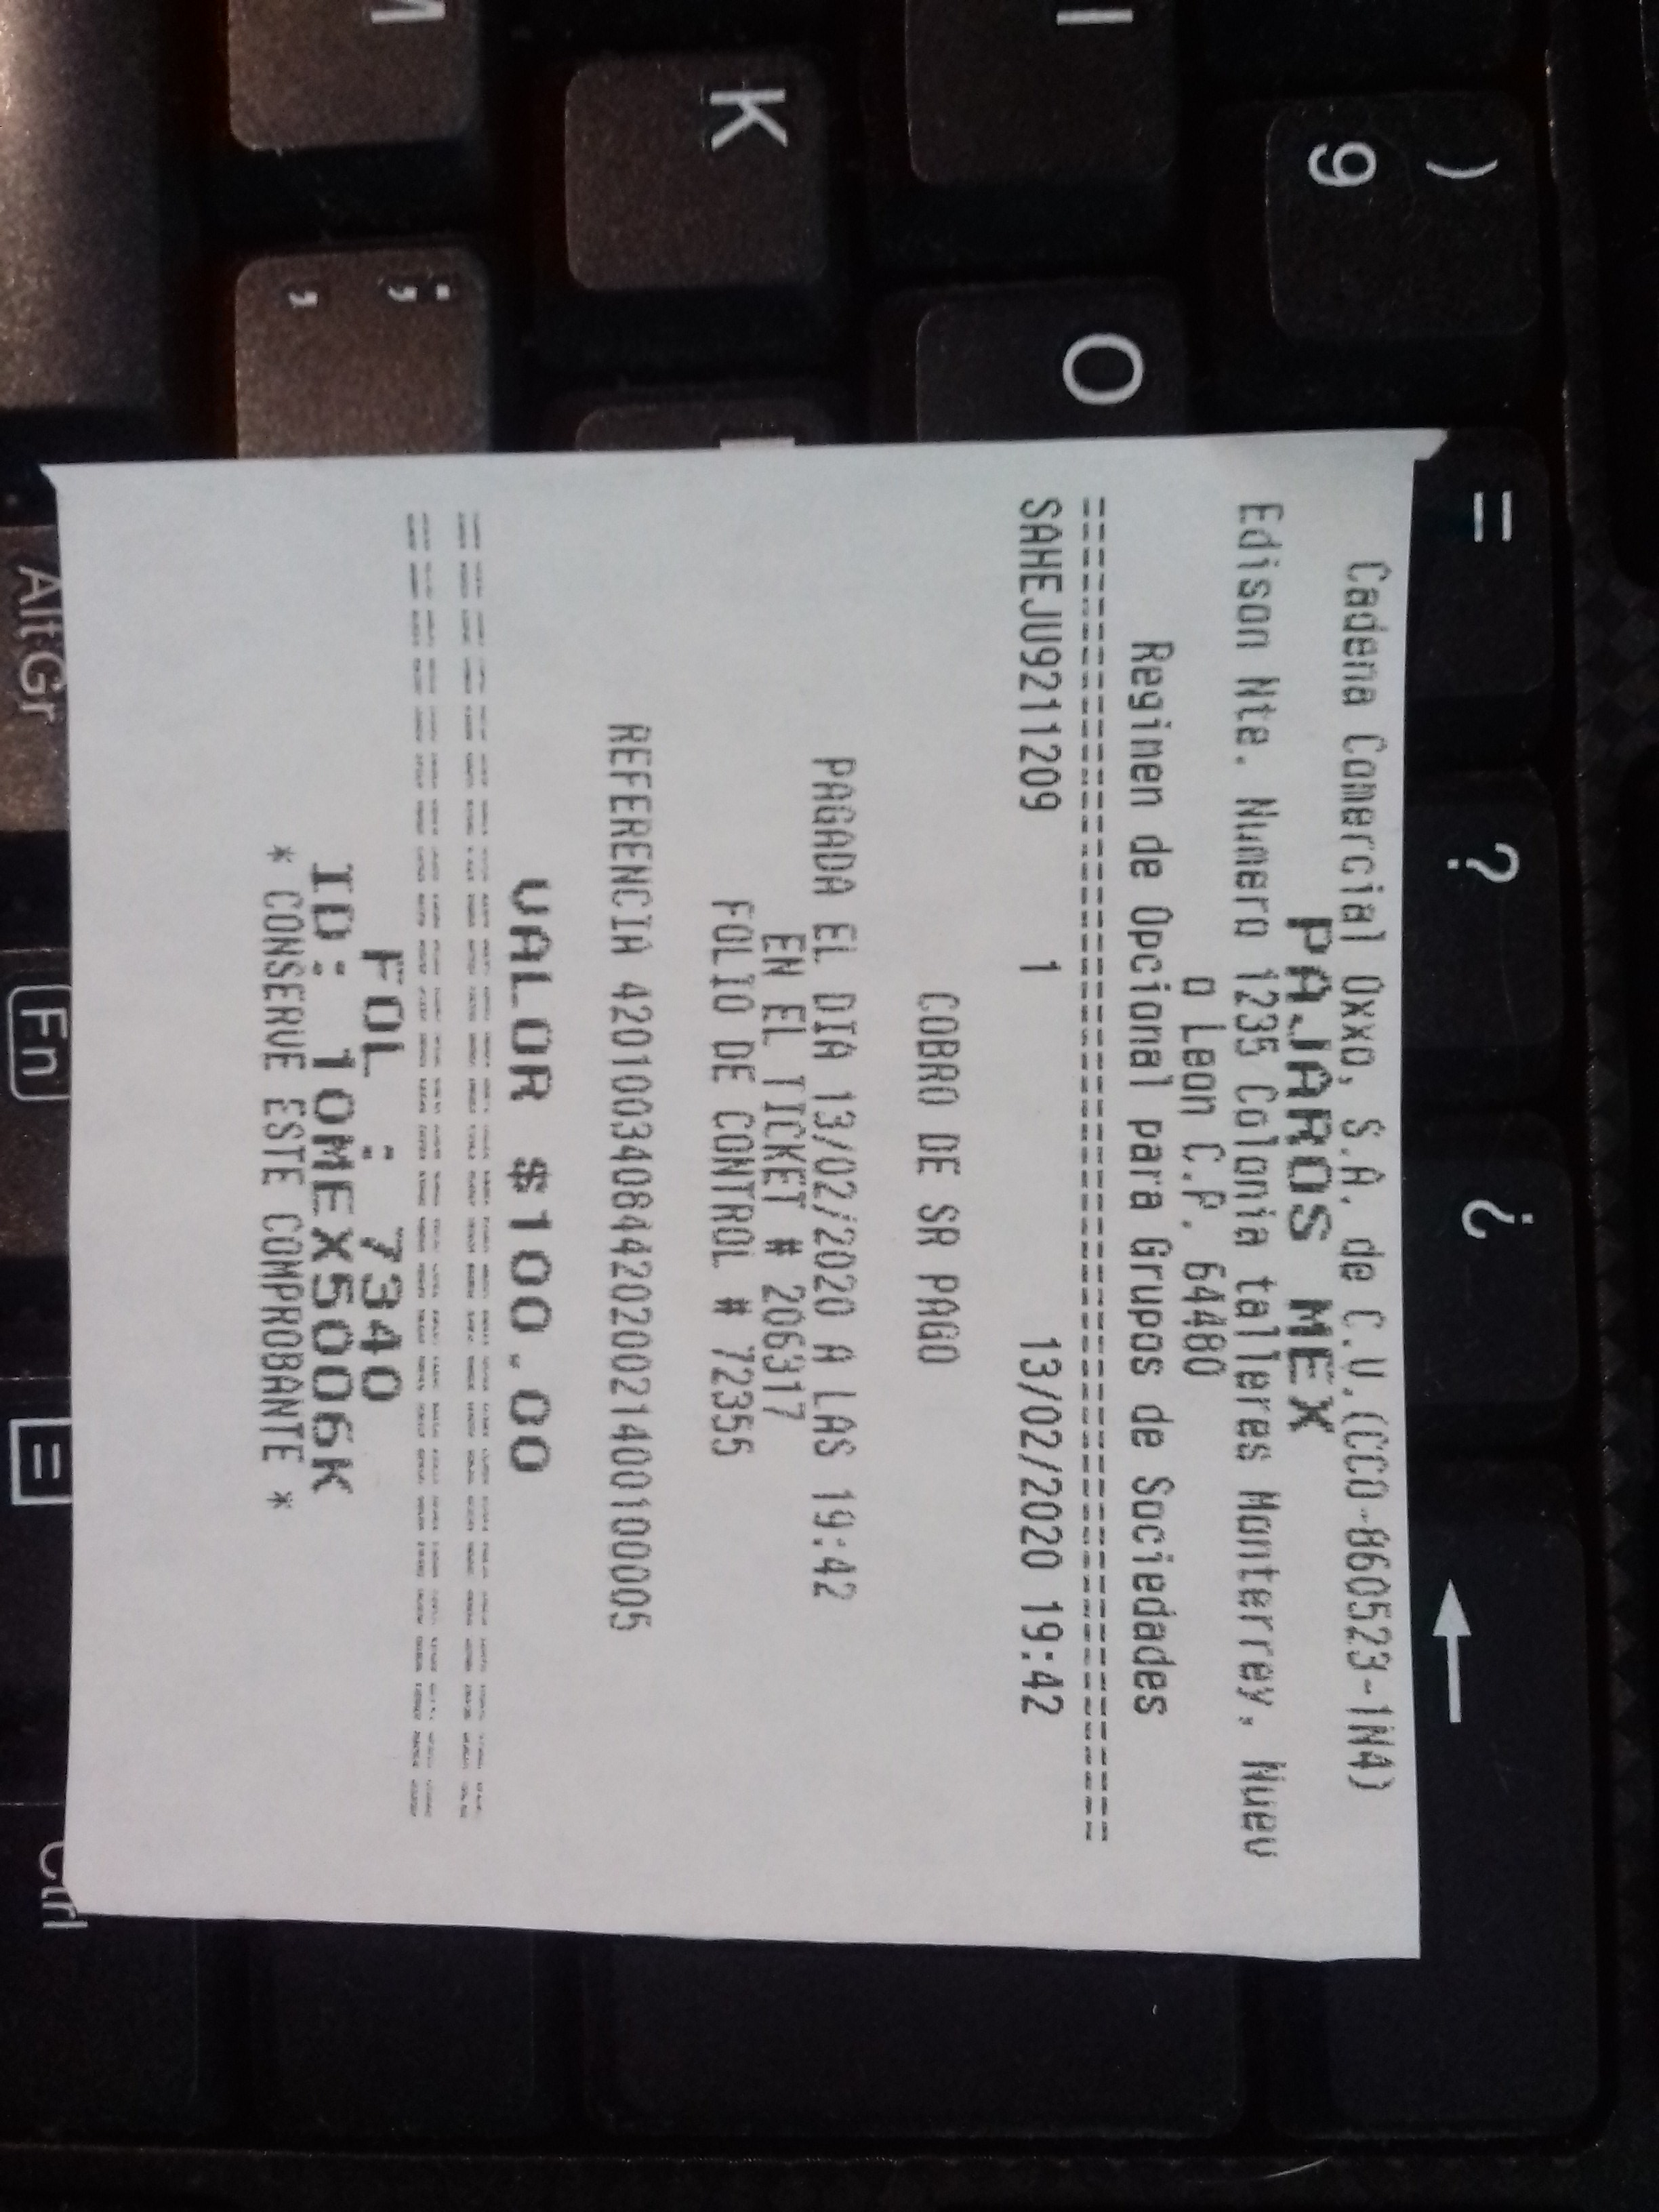 Cadena Comercial Oxxo, S.A. de C.V.(CCO-860523-1N4)
PAJAROS MEX
Edison Nte. Numero 1235 Colonia talleres Monterrey, Nuev
o Leon C.P. 64480
Regimen de Opcional para Grupos de Sociedades
SAHEJU9211209 1 13/02/2020 19:42
COBRO DE SR PAGO
PAGADA EL DIA 13/02/2020 A LAS 19:42
EN EL TICKET # 206317
FOLIO DE CONTROL # 72355
REFERENCIA 4201003408442020021400100005
VALOR $100.00
FOL : 7340
ID: 10MEX5006K
* CONSERVE ESTE COMPROBANTE *
M
K
I
O
)
9
;
,
=
?
¿
Alt Gr
Fn
Ctrl